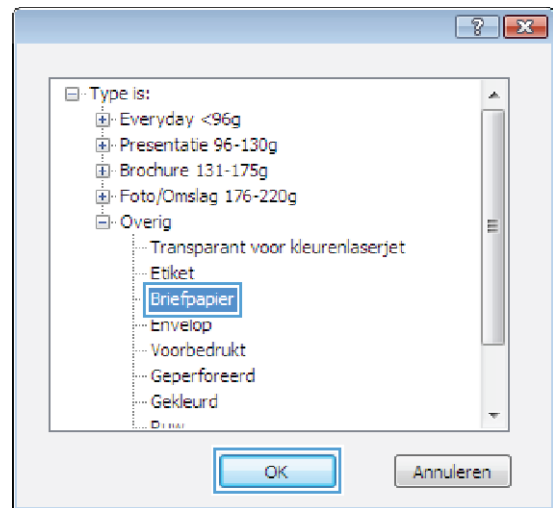 Type is:
Everyday <96g
Presentatie 96-130g
Brochure 131-175g
Foto/Omslag 176-220g
Overig
Transparant voor kleurenlaserjet
Etiket
Briefpapier
Envelop
Voorbedrukt
Geperforeerd
Gekleurd
Ruw
OK Annuleren